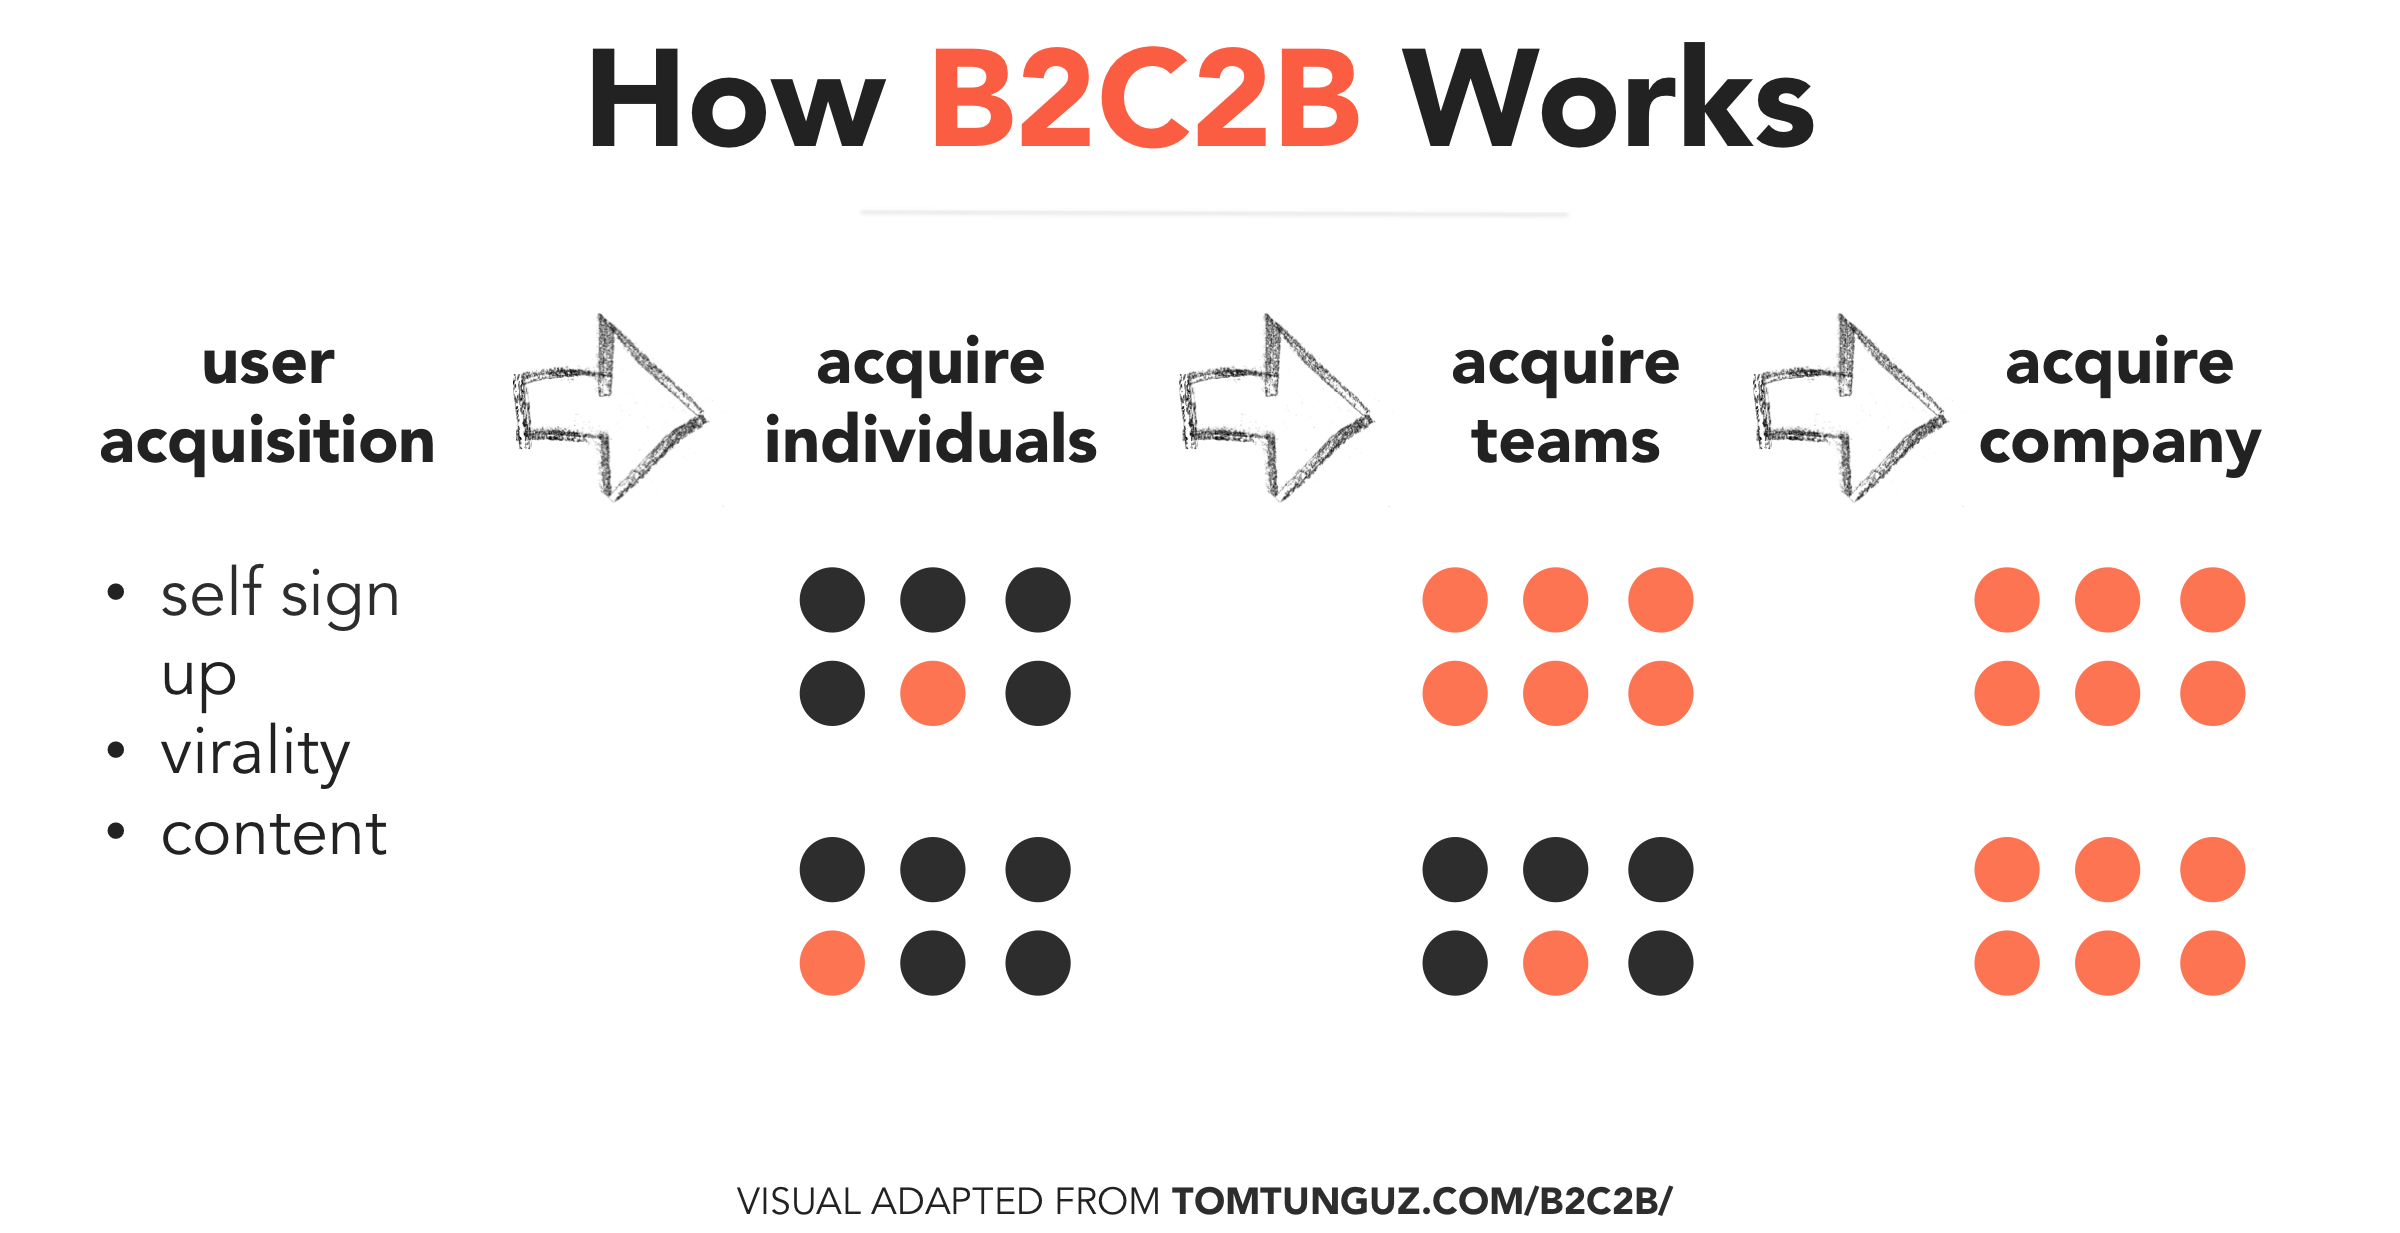 How B2C2B Works
user
acquisition
acquire
individuals
acquire
teams
acquire
company
• self sign
up
• virality
• content
VISUAL ADAPTED FROM TOMTUNGUZ.COM/B2C2B/